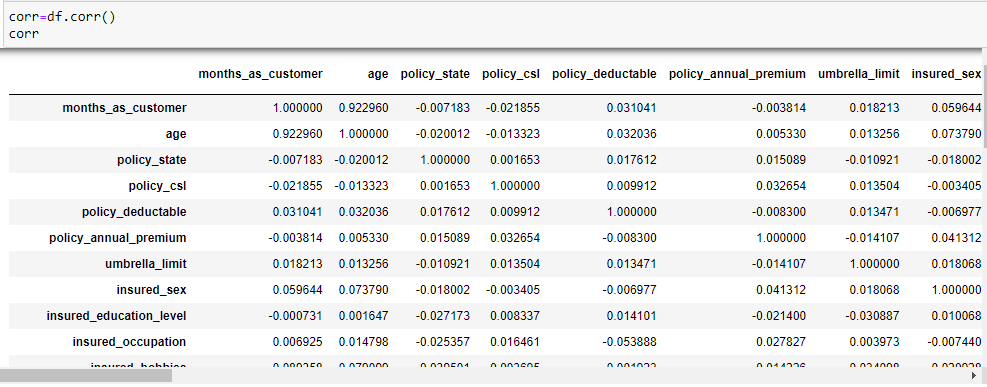 corr=df.corr()
corr
months_as_customer age policy_state policy_csl policy_deductable policy_annual_premium umbrella_limit insured_sex
months_as_customer 1.000000 0.922960 -0.007183 -0.021855 0.031041 -0.003814 0.018213 0.059644
age 0.922960 1.000000 -0.020012 -0.013323 0.032036 0.005330 0.013256 0.073790
policy_state -0.007183 -0.020012 1.000000 0.001653 0.017612 0.015089 -0.010921 -0.018002
policy_csl -0.021855 -0.013323 0.001653 1.000000 0.009912 0.032654 0.013504 -0.003405
policy_deductable 0.031041 0.032036 0.017612 0.009912 1.000000 -0.008300 0.013471 -0.006977
policy_annual_premium -0.003814 0.005330 0.015089 0.032654 -0.008300 1.000000 -0.014107 0.041312
umbrella_limit 0.018213 0.013256 -0.010921 0.013504 0.013471 -0.014107 1.000000 0.018068
insured_sex 0.059644 0.073790 -0.018002 -0.003405 -0.006977 0.041312 0.018068 1.000000
insured_education_level -0.000731 0.001647 -0.027173 0.008337 0.014101 -0.021400 -0.030887 0.010068
insured_occupation 0.006925 0.014798 -0.025357 0.016461 -0.053888 0.027827 0.003973 -0.007440